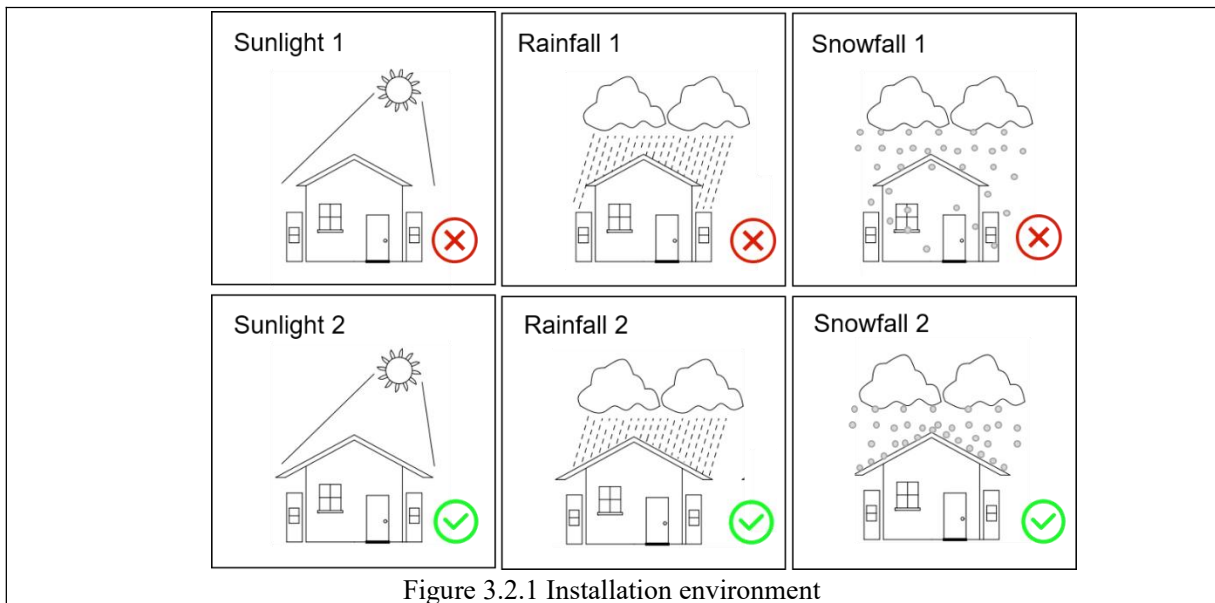 Sunlight 1
Rainfall 1
Snowfall 1
Sunlight 2
Rainfall 2
Snowfall 2
Figure 3.2.1 Installation environment